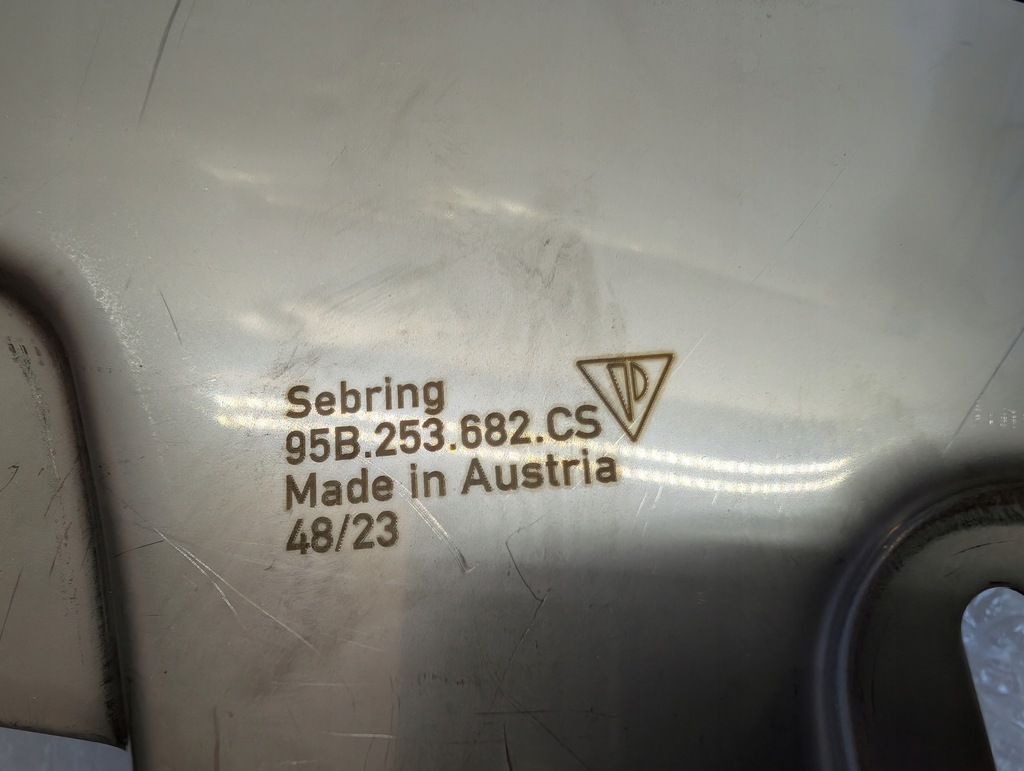 Sebring
95B.253.682.CS
Made in Austria
48/23